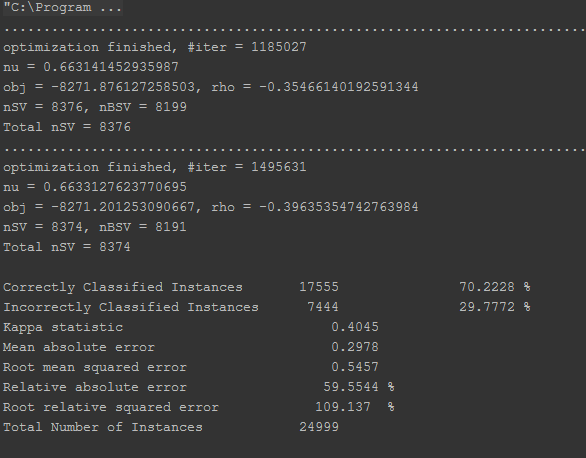 "C:\Program ...
................................................................................
optimization finished, #iter = 1185027
nu = 0.663141452935987
obj = -8271.876127258503, rho = -0.35466140192591344
nSV = 8376, nBSV = 8199
Total nSV = 8376
................................................................................
optimization finished, #iter = 1495631
nu = 0.6633127623770695
obj = -8271.201253090667, rho = -0.39635354742763984
nSV = 8374, nBSV = 8191
Total nSV = 8374
Correctly Classified Instances 17555 70.2228 %
Incorrectly Classified Instances 7444 29.7772 %
Kappa statistic 0.4045
Mean absolute error 0.2978
Root mean squared error 0.5457
Relative absolute error 59.5544 %
Root relative squared error 109.137 %
Total Number of Instances 24999